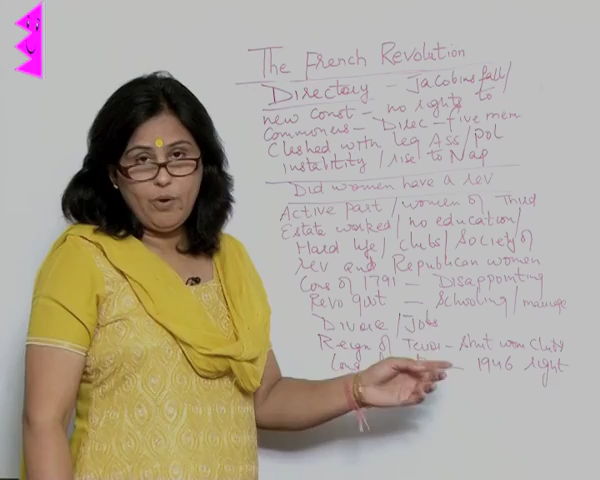 The French Revolution
Directory – Jacobins fall/
new const – no rights to
Commoners – Direc – five mem
Clashed with leg Ass/pol
instability / rise to Nap
Did women have a rev
Active part / women of Third
Estate worked / no education/
Hard life / Clubs / Society of
rev and Republican women
Cons of 1791 – Disappointing
Revo govt – Schooling / marriage
Divorce / Jobs
Reign of Terror – Shut women Clubs
1946 right